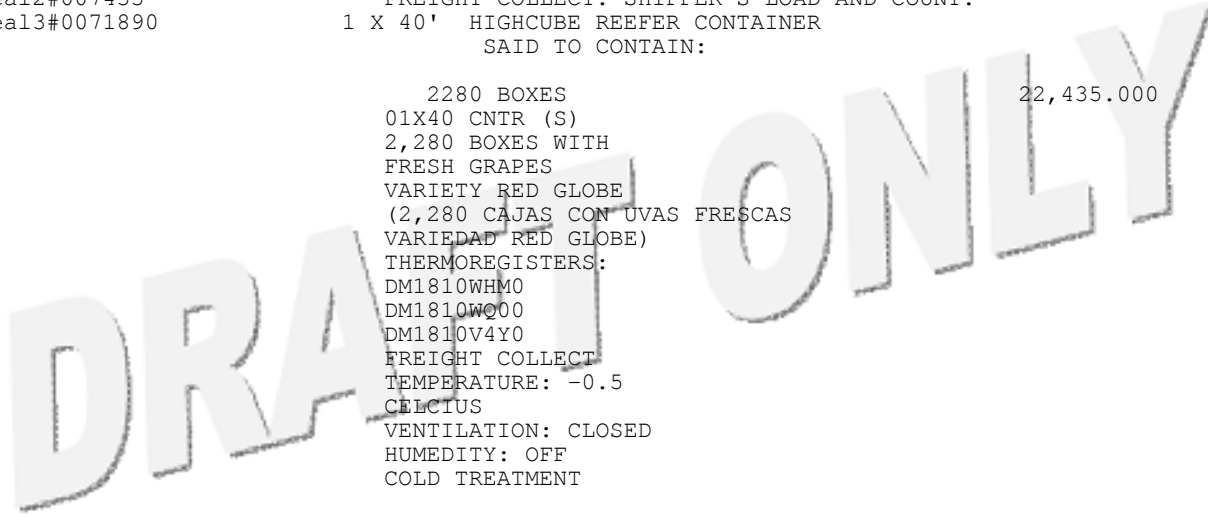 FREIGHT COLLECT. SHIPPER'S LOAD AND COUNT.
eal3#0071890 1 X 40' HIGHCUBE REEFER CONTAINER
SAID TO CONTAIN:
2280 BOXES 22,435.000
01X40 CNTR (S)
2,280 BOXES WITH
FRESH GRAPES
VARIETY RED GLOBE
(2,280 CAJAS CON UVAS FRESCAS
VARIEDAD RED GLOBE)
THERMOREGISTERS:
DM1810WHM0
DM1810WQ00
DM1810V4Y0
FREIGHT COLLECT
TEMPERATURE: -0.5
CELCIUS
VENTILATION: CLOSED
HUMEDITY: OFF
COLD TREATMENT
DRAFT ONLY